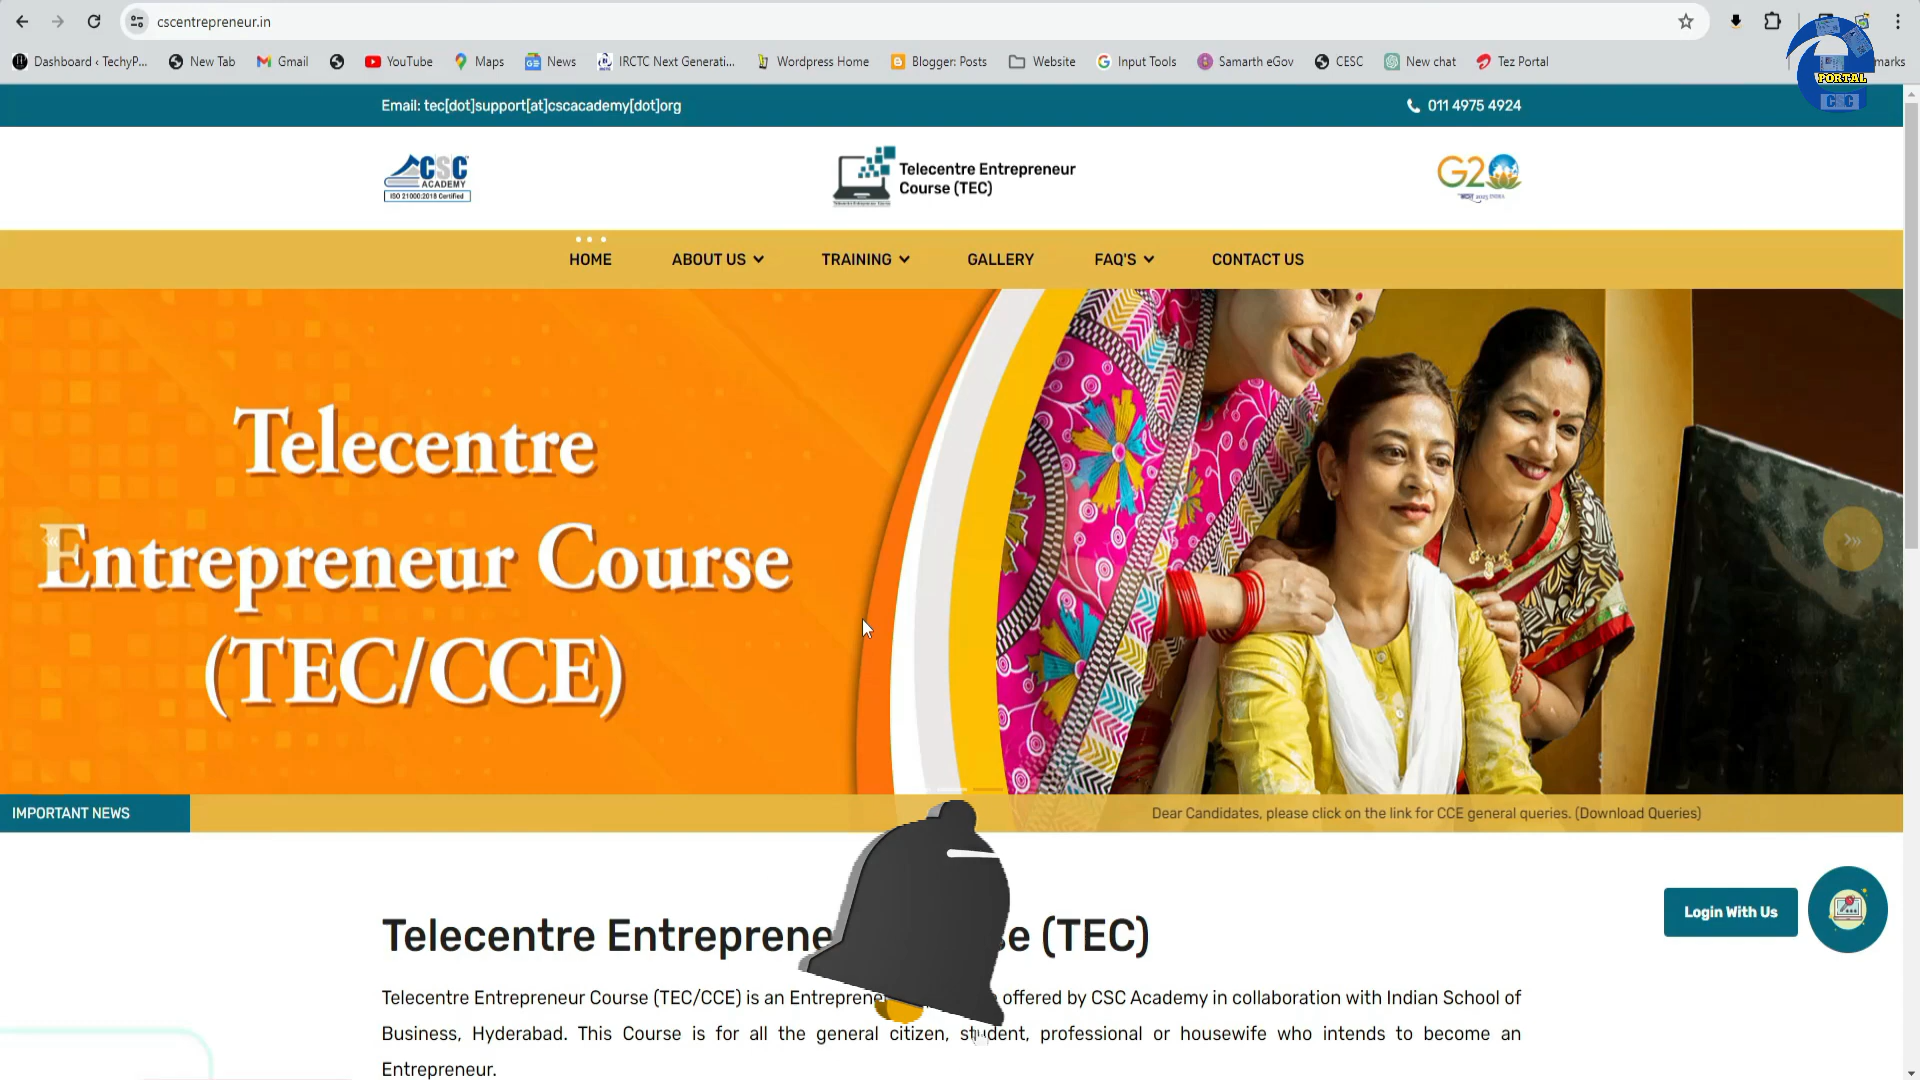 cscentrepreneur.in
Dashboard ‹ TechyP...
New Tab
Gmail
YouTube
Maps
News
IRCTC Next Generati...
Wordpress Home
Blogger: Posts
Website
Input Tools
Samarth eGov
CESC
New chat
Tez Portal
marks
PORTAL
CSC
Email: tec[dot]support[at]cscacademy[dot]org
011 4975 4924
CSC
ACADEMY
ISO 21000:2018 Certified
Telecentre Entrepreneur
Course (TEC)
G20
HOME
ABOUT US
TRAINING
GALLERY
FAQ'S
CONTACT US
Telecentre
Entrepreneur Course
(TEC/CCE)
IMPORTANT NEWS
Dear Candidates, please click on the link for CCE general queries. (Download Queries)
Login With Us
Telecentre Entreprene e (TEC)
Telecentre Entrepreneur Course (TEC/CCE) is an Entreprene offered by CSC Academy in collaboration with Indian School of
Business, Hyderabad. This Course is for all the general citizen, student, professional or housewife who intends to become an
Entrepreneur.